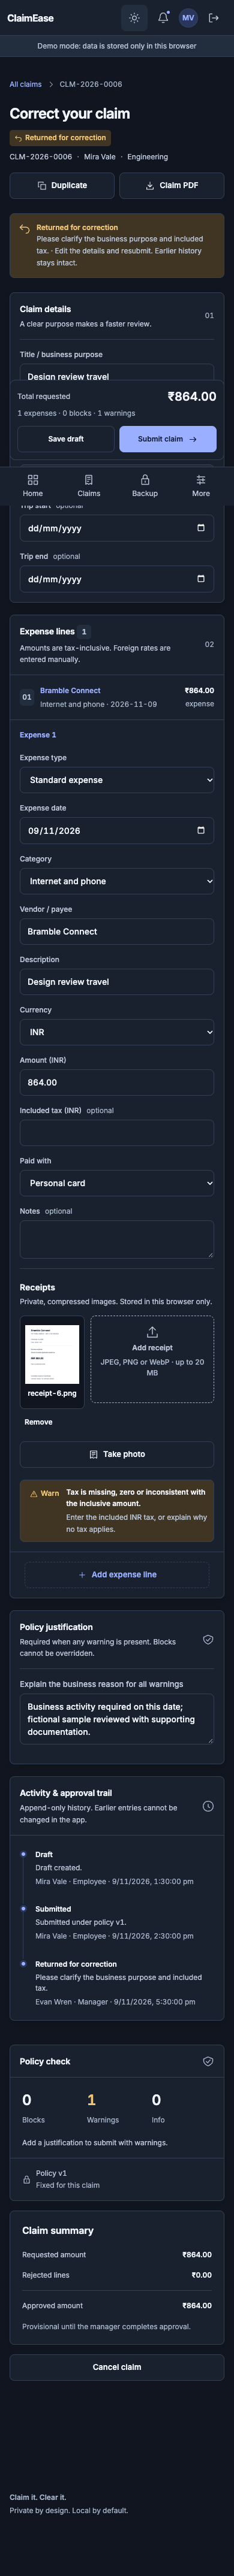 ClaimEase
MV
Demo mode: data is stored only in this browser
All claims > CLM-2026-0006
Correct your claim
Returned for correction
CLM-2026-0006 · Mira Vale · Engineering
Duplicate
Claim PDF
Returned for correction
Please clarify the business purpose and included
tax. · Edit the details and resubmit. Earlier history
stays intact.
Claim details
01
A clear purpose makes for a faster review.
Title / business purpose
Design review travel
Total requested
₹864.00
1 expenses · 0 blocks · 1 warnings
Save draft
Submit claim →
Home
Claims
Backup
More
Trip start optional
dd/mm/yyyy
Trip end optional
dd/mm/yyyy
Expense lines 1
02
Amounts are tax-inclusive. Foreign rates are
entered manually.
01
Bramble Connect
₹864.00
Internet and phone · 2026-11-09
expense
Expense 1
Expense type
Standard expense
Expense date
09/11/2026
Category
Internet and phone
Vendor / payee
Bramble Connect
Description
Design review travel
Currency
INR
Amount (INR)
864.00
Included tax (INR) optional
Paid with
Personal card
Notes optional
Receipts
Private, compressed images. Stored in this browser only.
receipt-6.png
Add receipt
JPEG, PNG or WebP · up to 20
MB
Remove
Take photo
Warn
Tax is missing, zero or inconsistent with
the inclusive amount.
Enter the included INR tax, or explain why
no tax applies.
+ Add expense line
Policy justification
Required when any warning is present. Blocks
cannot be overridden.
Explain the business reason for all warnings
Business activity required on this date;
fictional sample reviewed with supporting
documentation.
Activity & approval trail
Append-only history. Earlier entries cannot be
changed in the app.
Draft
Draft created.
Mira Vale · Employee · 9/11/2026, 1:30:00 pm
Submitted
Submitted under policy v1.
Mira Vale · Employee · 9/11/2026, 2:30:00 pm
Returned for correction
Please clarify the business purpose and included
tax.
Evan Wren · Manager · 9/11/2026, 5:30:00 pm
Policy check
0
1
0
Blocks
Warnings
Info
Add a justification to submit with warnings.
Policy v1
Fixed for this claim
Claim summary
Requested amount
₹864.00
Rejected lines
₹0.00
Approved amount
₹864.00
Provisional until the manager completes approval.
Cancel claim
Claim it. Clear it.
Private by design. Local by default.